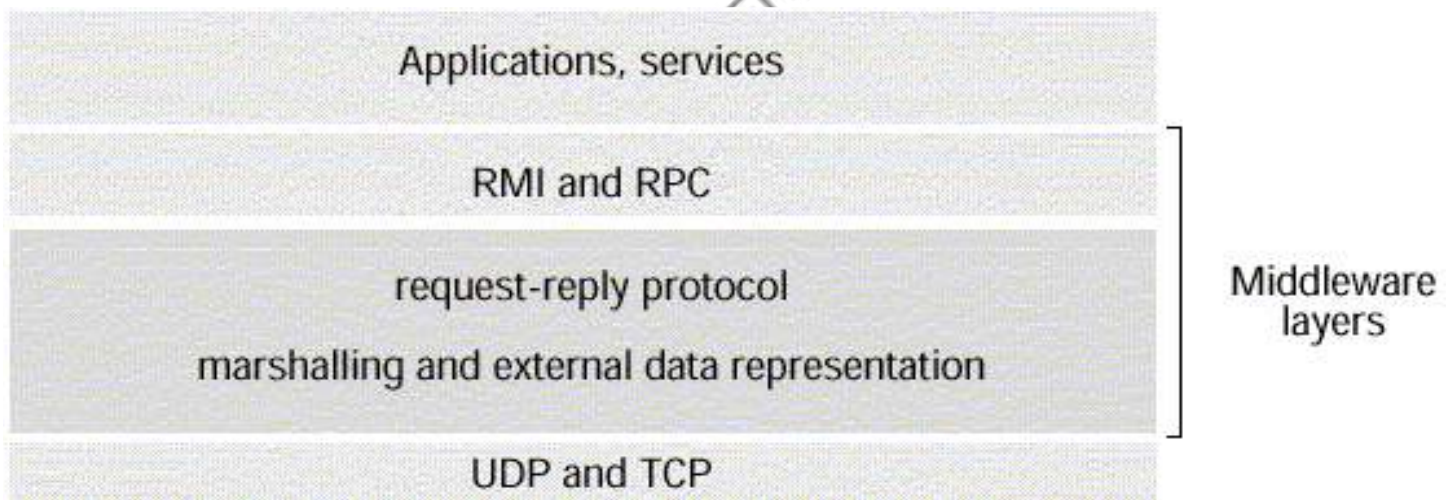 Applications, services
RMI and RPC
request-reply protocol
marshalling and external data representation
Middleware
layers
UDP and TCP